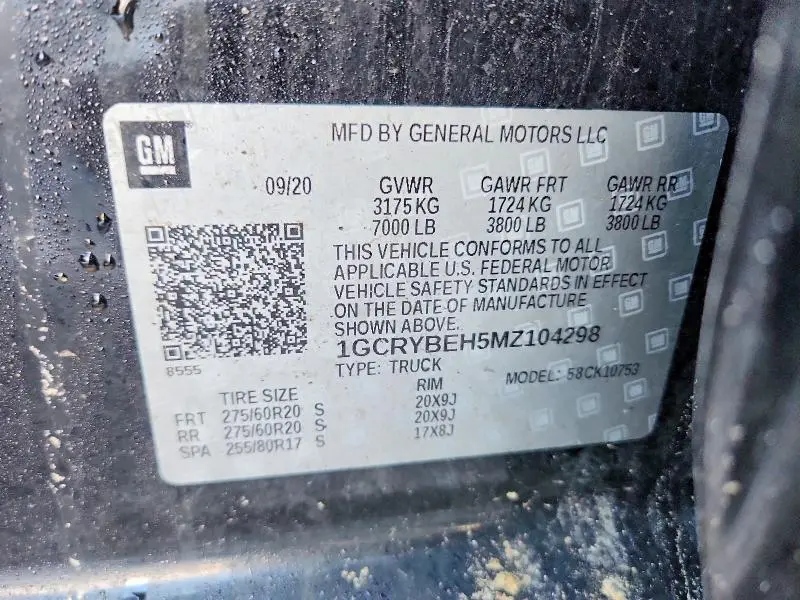 GM
MFD BY GENERAL MOTORS LLC
09/20 GVWR GAWR FRT GAWR RR
3175 KG 1724 KG 1724 KG
7000 LB 3800 LB 3800 LB
THIS VEHICLE CONFORMS TO ALL
APPLICABLE U.S. FEDERAL MOTOR
VEHICLE SAFETY STANDARDS IN EFFECT
ON THE DATE OF MANUFACTURE
SHOWN ABOVE.
8555
1GCRYBEH5MZ104298
TYPE: TRUCK MODEL: 58CK10753
TIRE SIZE RIM
FRT 275/60R20 S 20X9J
RR 275/60R20 S 20X9J
SPA 255/80R17 S 17X8J